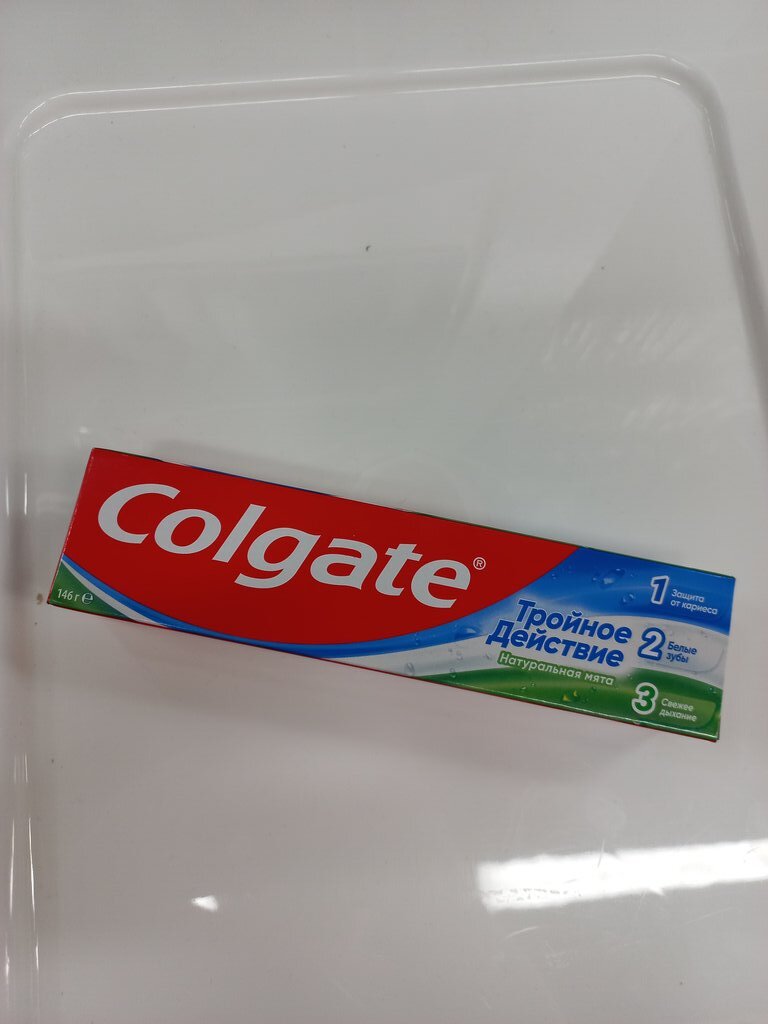 Colgate®
146 г ℮
Тройное
Действие
Натуральная мята
1 Защита
от кариеса
2 Белые
зубы
3 Свежее
дыхание